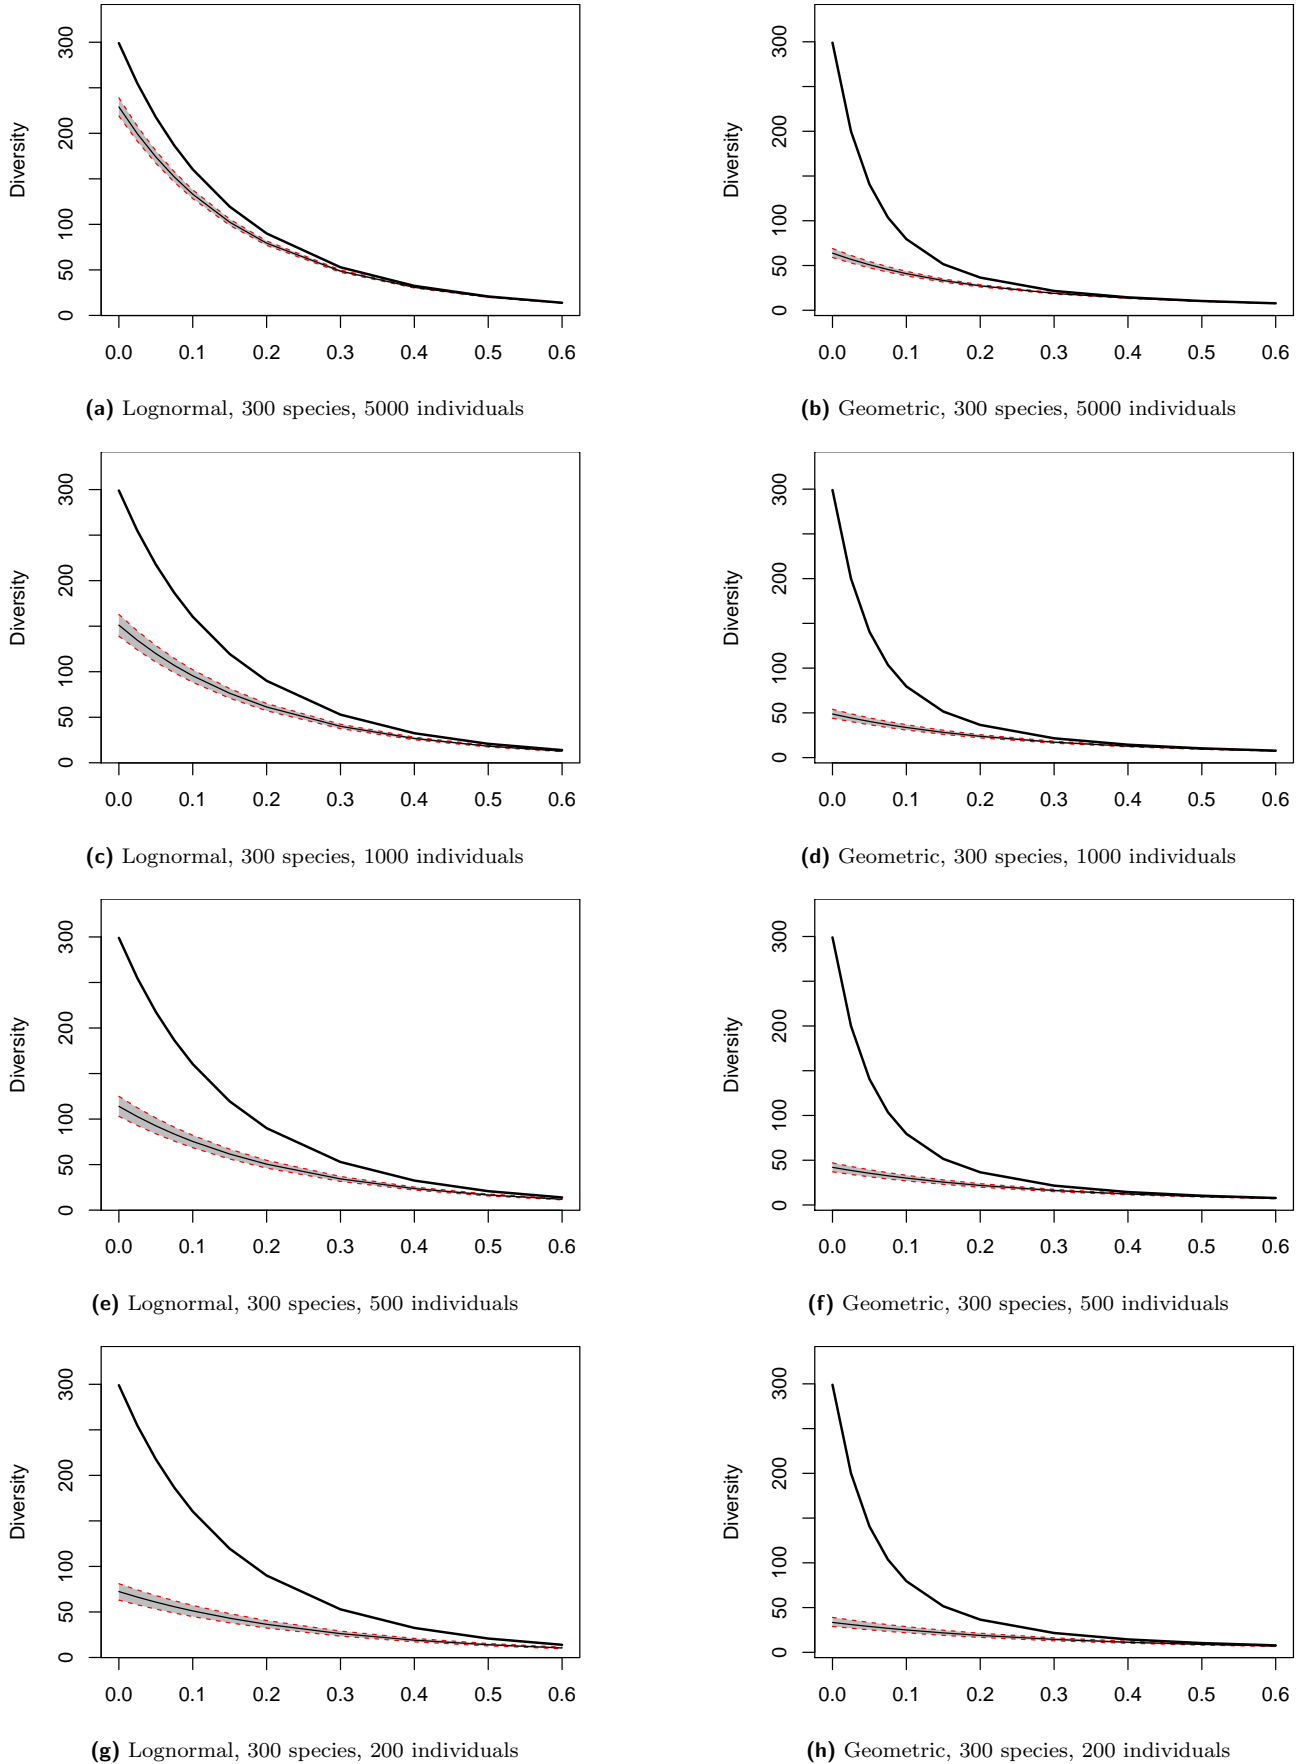 Diversity
0 50 100 200 300
0.0 0.1 0.2 0.3 0.4 0.5 0.6
(a) Lognormal, 300 species, 5000 individuals
Diversity
0 50 100 200 300
0.0 0.1 0.2 0.3 0.4 0.5 0.6
(b) Geometric, 300 species, 5000 individuals
Diversity
0 50 100 200 300
0.0 0.1 0.2 0.3 0.4 0.5 0.6
(c) Lognormal, 300 species, 1000 individuals
Diversity
0 50 100 200 300
0.0 0.1 0.2 0.3 0.4 0.5 0.6
(d) Geometric, 300 species, 1000 individuals
Diversity
0 50 100 200 300
0.0 0.1 0.2 0.3 0.4 0.5 0.6
(e) Lognormal, 300 species, 500 individuals
Diversity
0 50 100 200 300
0.0 0.1 0.2 0.3 0.4 0.5 0.6
(f) Geometric, 300 species, 500 individuals
Diversity
0 50 100 200 300
0.0 0.1 0.2 0.3 0.4 0.5 0.6
(g) Lognormal, 300 species, 200 individuals
Diversity
0 50 100 200 300
0.0 0.1 0.2 0.3 0.4 0.5 0.6
(h) Geometric, 300 species, 200 individuals